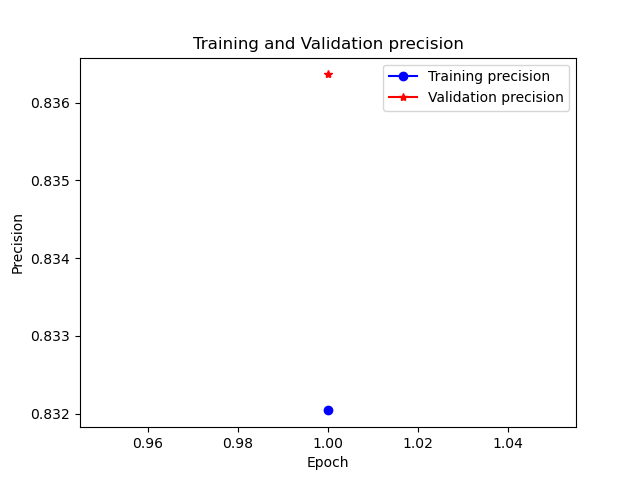 Training and Validation precision
Training precision
Validation precision
0.836
0.835
0.834
0.833
0.832
Precision
0.96
0.98
1.00
1.02
1.04
Epoch